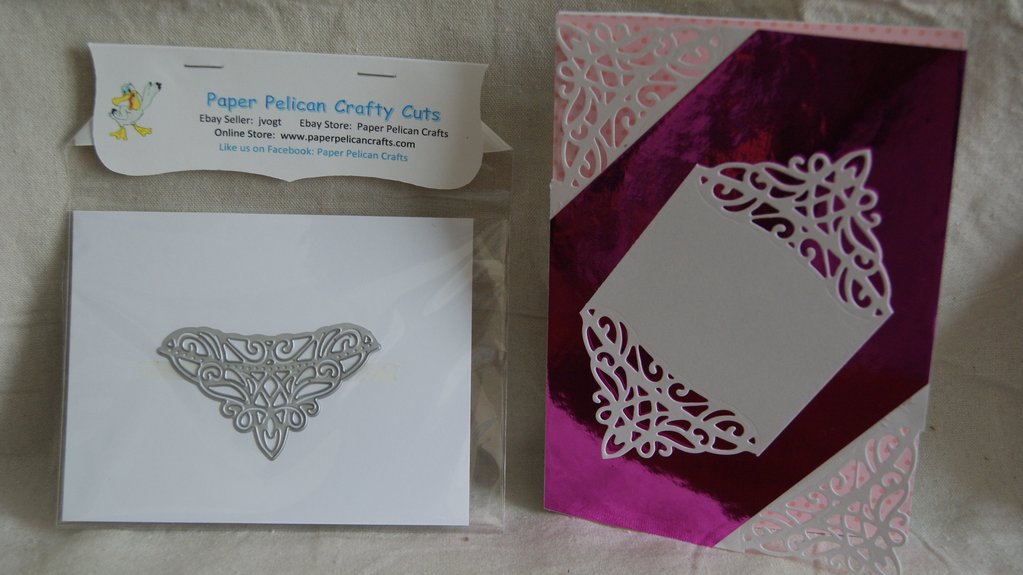 Paper Pelican Crafty Cuts
Ebay Seller: jvogt Ebay Store: Paper Pelican Crafts
Online Store: www.paperpelicancrafts.com
Like us on Facebook: Paper Pelican Crafts